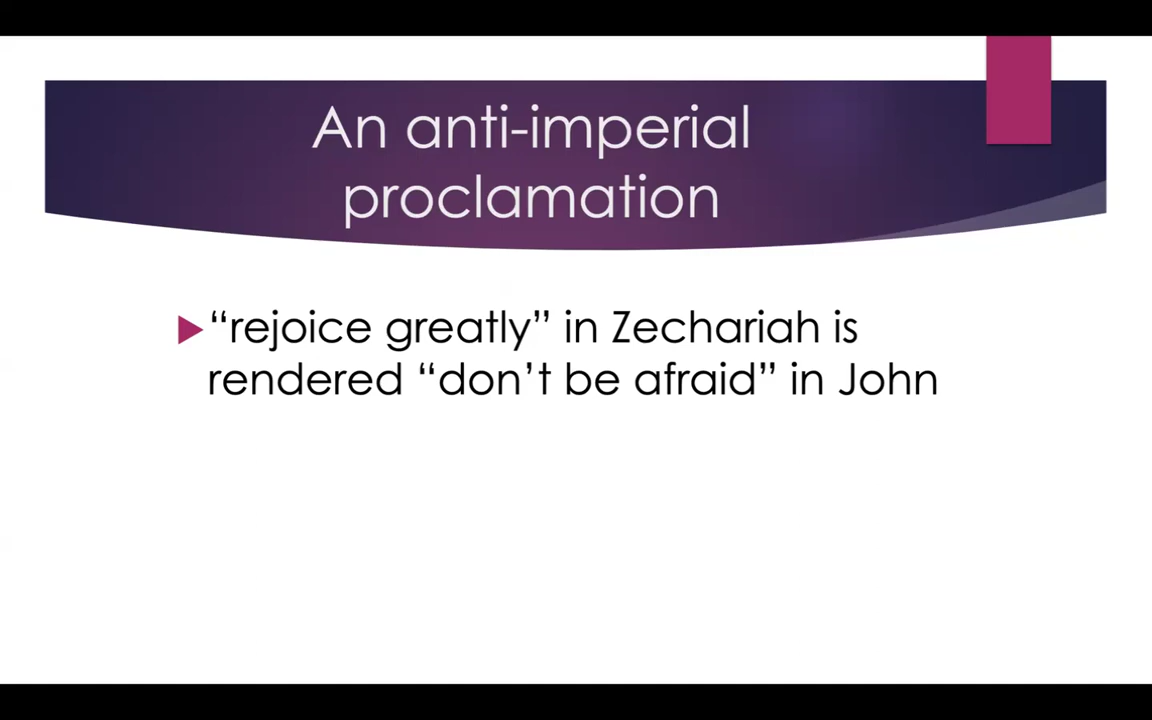 An anti-imperial
proclamation
“rejoice greatly” in Zechariah is
rendered “don’t be afraid” in John